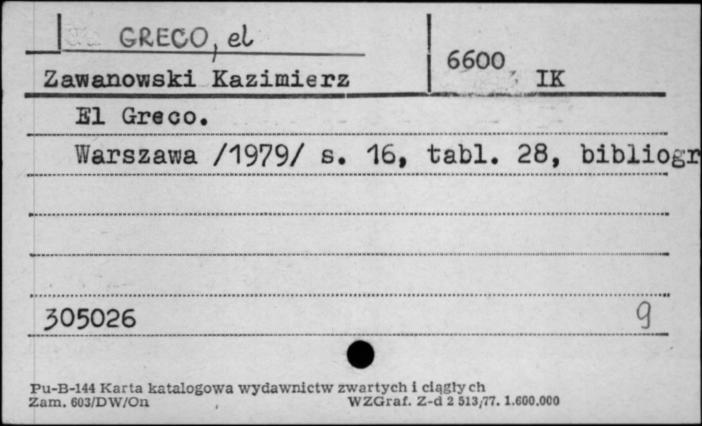 GRECO, el
6600 IK
Zawanowski Kazimierz
El Greco.
Warszawa /1979/ s. 16, tabl. 28, bibliogr
305026 9
Pu-B-144 Karta katalogowa wydawnictw zwartych i ciągłych
Zam. 603/DW/On WZGraf. Z-d 2 513/77. 1.600.000